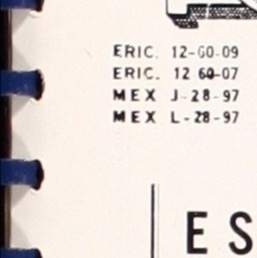 ERIC. 12-60-09
ERIC. 12 60-07
MEX J-28-97
MEX L-28-97
ES